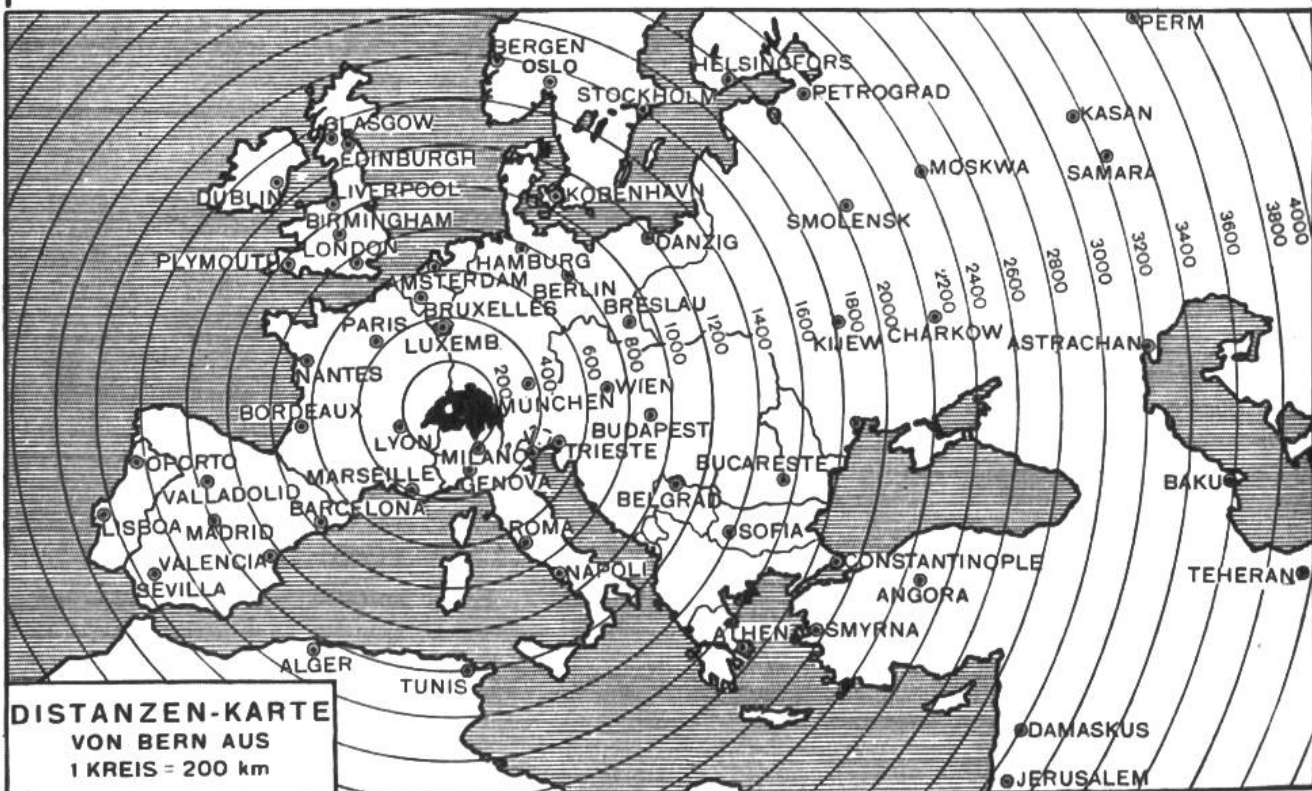 PERM
BERGEN
OSLO
HELSINGFORS
STOCKHOLM
PETROGRAD
KASAN
GLASGOW
EDINBURGH
MOSKWA
SAMARA
DUBLIN
LIVERPOOL
KÖBENHAVN
SMOLENSK
BIRMINGHAM
LONDON
DANZIG
PLYMOUTH
HAMBURG
AMSTERDAM
BERLIN
BRUXELLES
BRESLAU
PARIS
LUXEMB.
KIJEW
CHARKOW
ASTRACHAN
200
400
600
800
1000
1200
1400
1600
1800
2000
2200
2400
2600
2800
3000
3200
3400
3600
3800
4000
NANTES
WIEN
MÜNCHEN
BORDEAUX
LYON
BUDAPEST
MILANO
TRIESTE
OPORTO
BUCAREST
MARSEILLE
GENOVA
VALLADOLID
BELGRAD
BAKU
BARCELONA
LISBOA
MADRID
ROMA
SOFIA
VALENCIA
CONSTANTINOPLE
NAPOLI
TEHERAN
SEVILLA
ANGORA
ATHEN
SMYRNA
ALGER
TUNIS
DISTANZEN-KARTE
VON BERN AUS
1 KREIS = 200 km
DAMASKUS
JERUSALEM